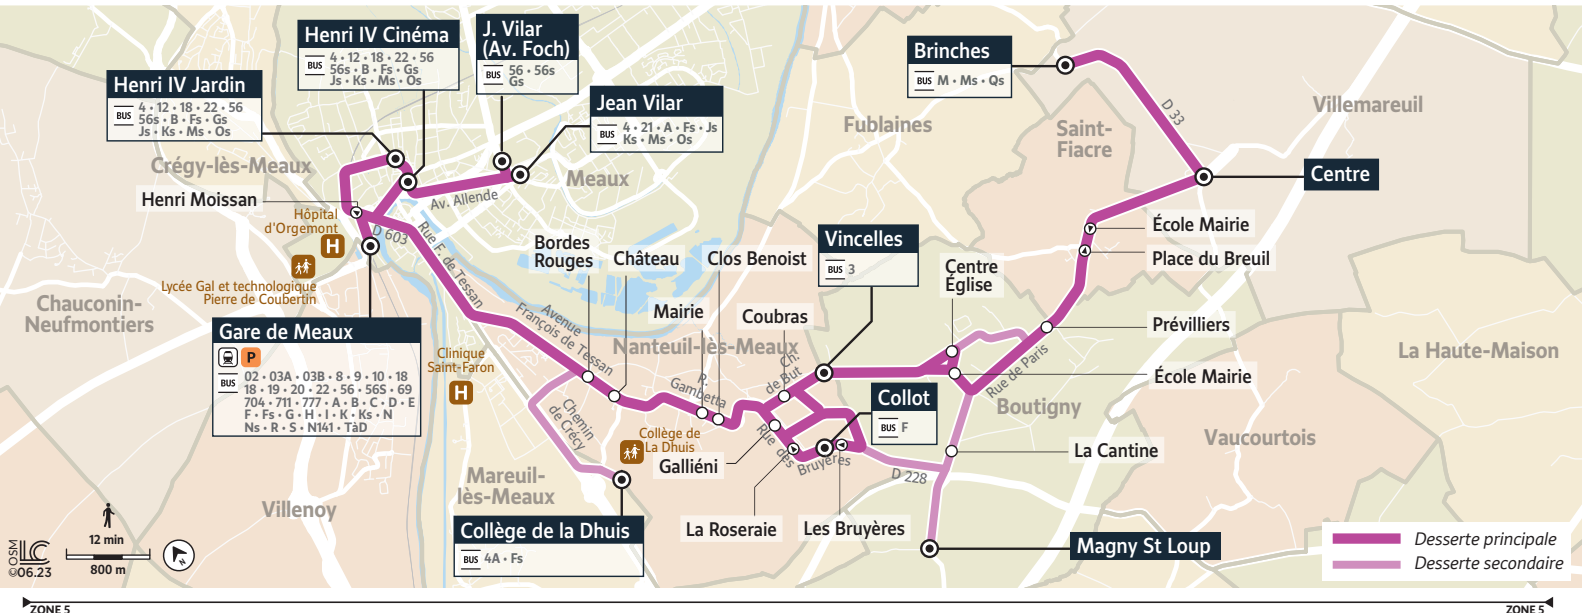 Henri IV Cinéma
BUS
4 • 12 • 18 • 22 • 56
56s • B • Fs • Gs
Js • Ks • Ms • Os
J. Vilar
(Av. Foch)
BUS
56 • 56s
Gs
Henri IV Jardin
BUS
4 • 12 • 18 • 22 • 56
56s • B • Fs • Gs
Js • Ks • Ms • Os
Jean Vilar
BUS
4 • 21 • A • Fs • Js
Ks • Ms • Os
Brinches
BUS M • Ms • Qs
D 33
Villemareuil
Fublaines
Saint-
Fiacre
Crégy-lès-Meaux
Meaux
Centre
Henri Moissan
Av. Allende
Hôpital
d'Orgemont
H
D 603
Rue F. de Tessan
Lycée Gal et technologique
Pierre de Coubertin
Chauconin-
Neufmontiers
Bordes
Rouges
Château
Clos Benoist
Vincelles
BUS 3
Centre
Église
École Mairie
Place du Breuil
Gare de Meaux
P
BUS
02 • 03A • 03B • 8 • 9 • 10 • 18
18 • 19 • 20 • 22 • 56 • 56S • 69
704 • 711 • 777 • A • B • C • D • E
F • Fs • G • H • I • K • Ks • N
Ns • R • S • N141 • TàD
Avenue
François de Tessan
Mairie
Coubras
Prévilliers
Nanteuil-lès-Meaux
Clinique
Saint-Faron
H
Ch.
de But
R.
Gambetta
Rue de Paris
La Haute-Maison
École Mairie
Collot
BUS F
Boutigny
Chemin
de Crécy
Collège de
La Dhuis
Galliéni
Rue des
Bruyères
La Cantine
Vaucourtois
D 228
Mareuil-
lès-Meaux
Villenoy
La Roseraie
Les Bruyères
Collège de la Dhuis
BUS 4A • Fs
Magny St Loup
Desserte principale
Desserte secondaire
12 min
800 m
N
©OSM
LC
06.23
ZONE 5
ZONE 5